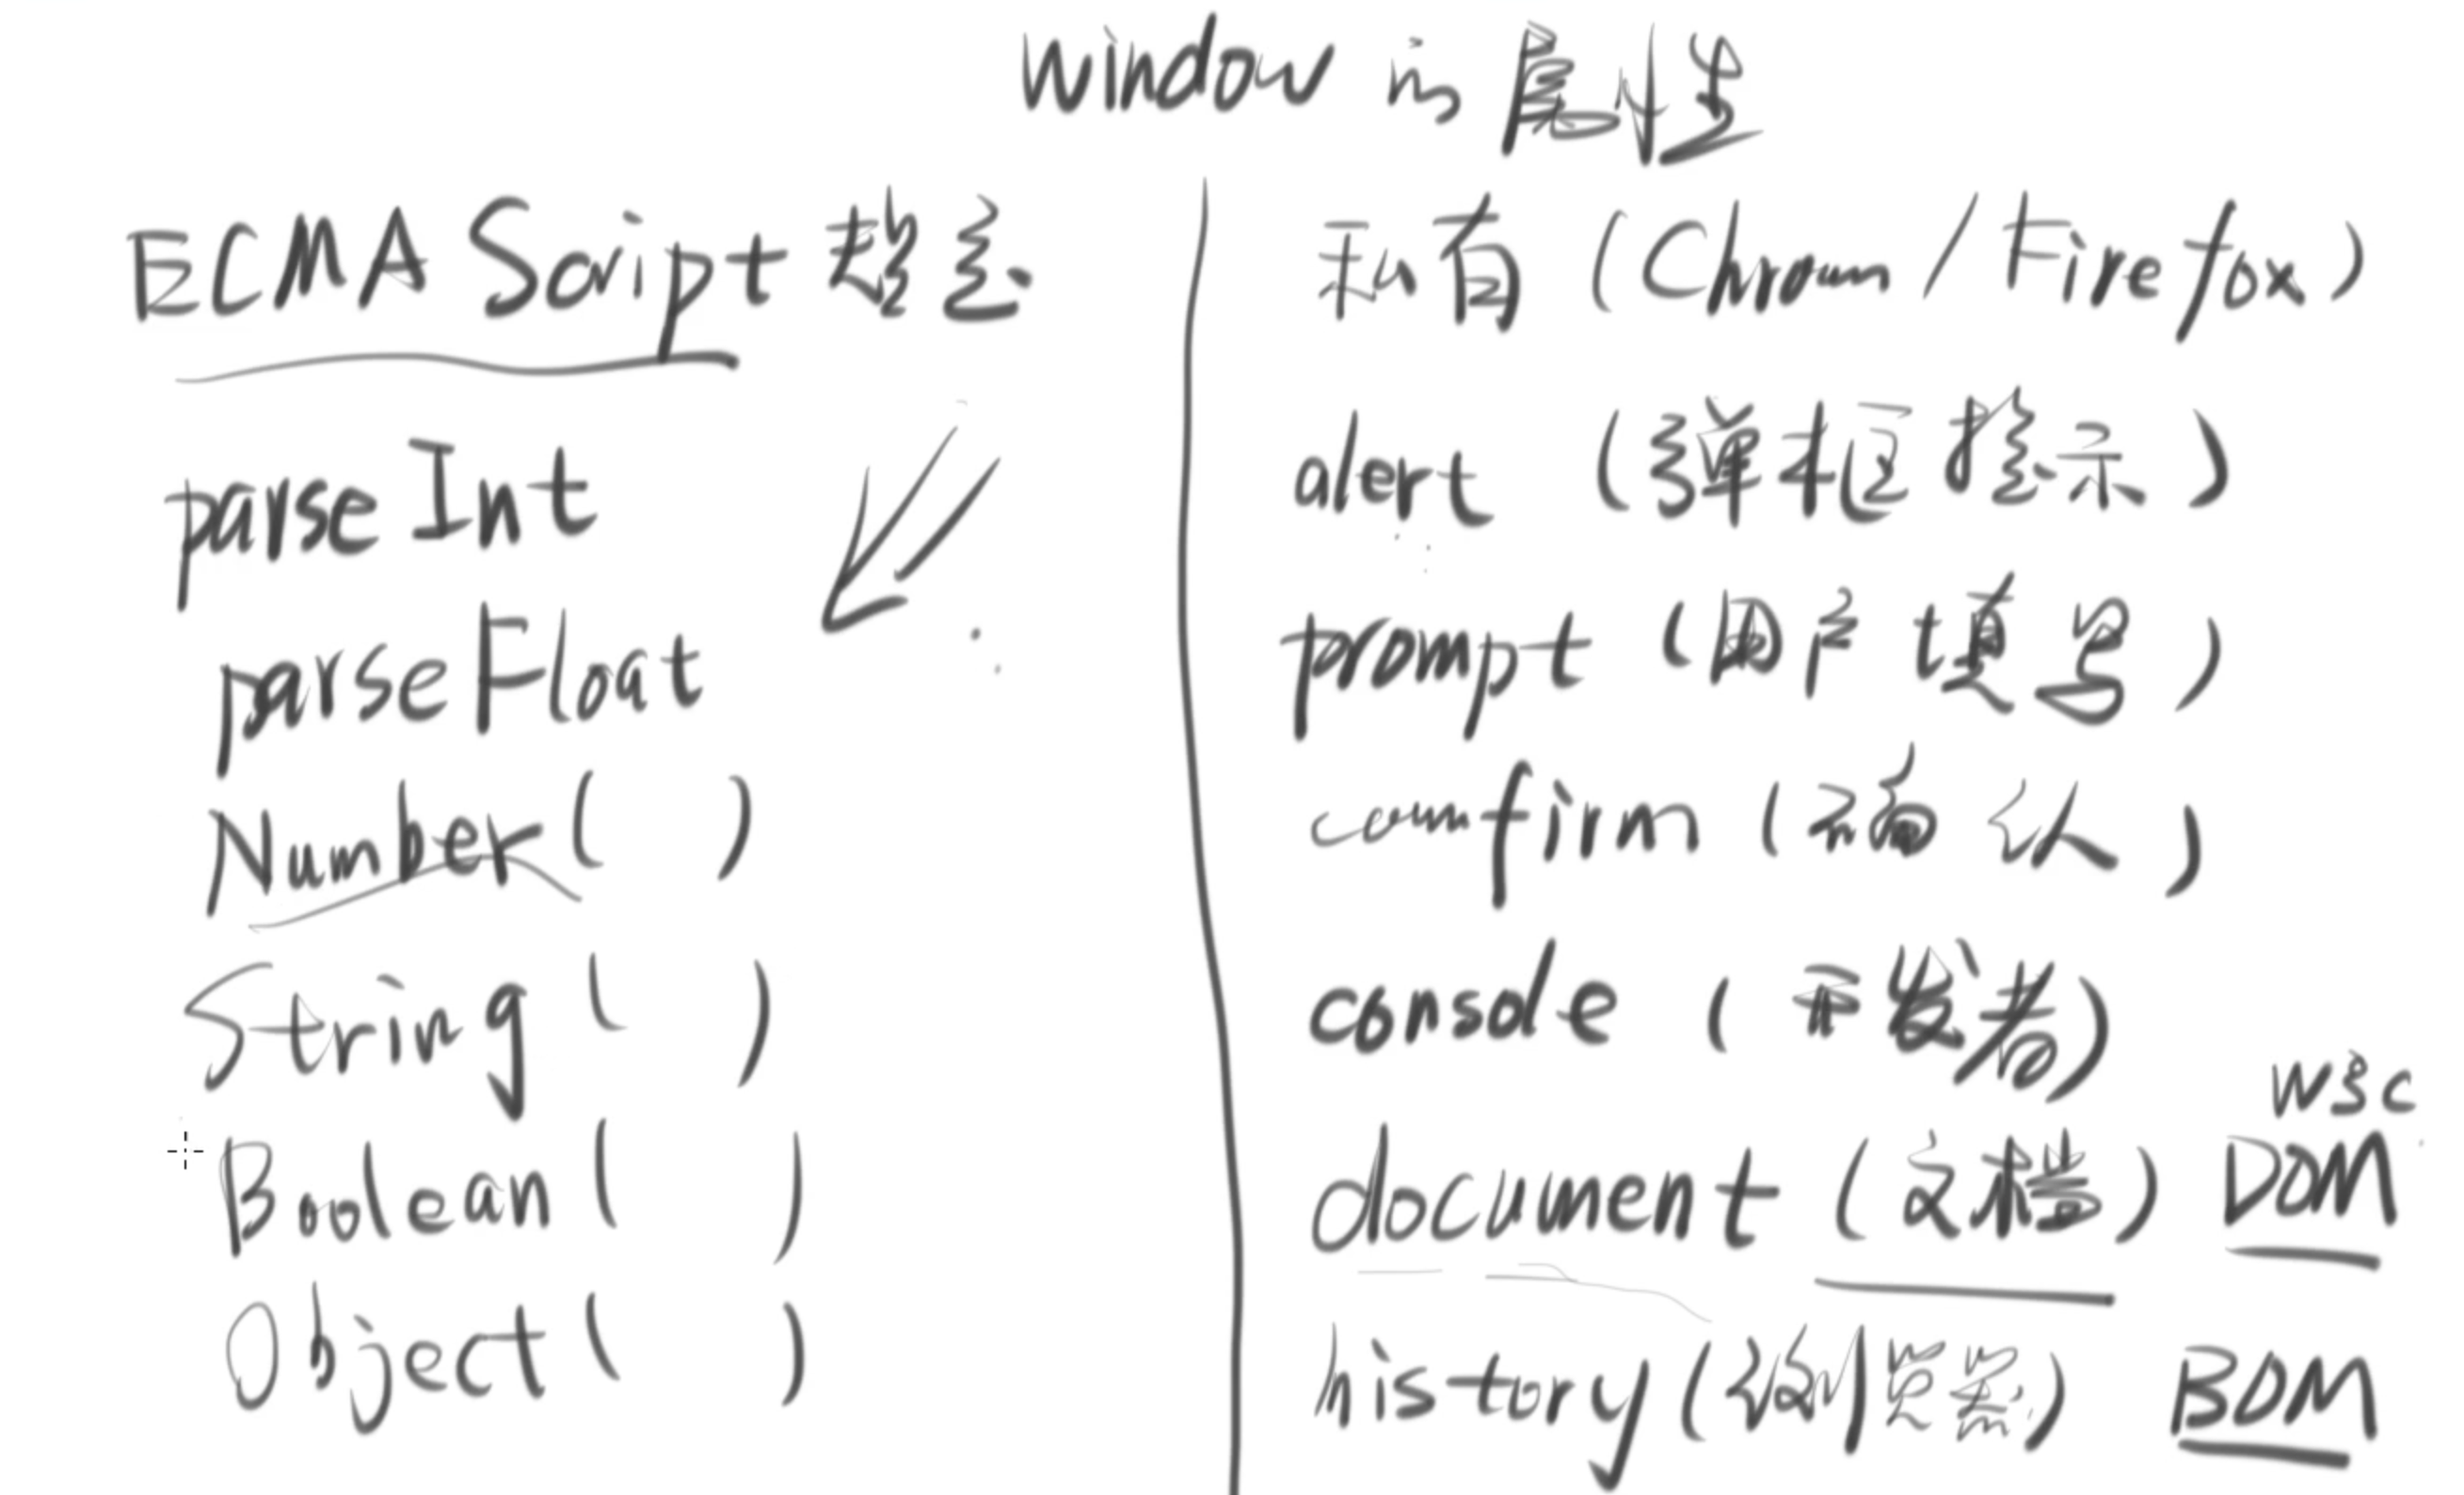 window 的属性
ECMAScript 规定
parseInt
parseFloat
Number( )
String( )
Boolean( )
Object( )
私有 (Chrom / Firefox)
alert (弹框提示)
prompt (用户填写)
comfirm (确认)
console (开发者)
document (文档) DOM
W3C
history (浏览器) BOM